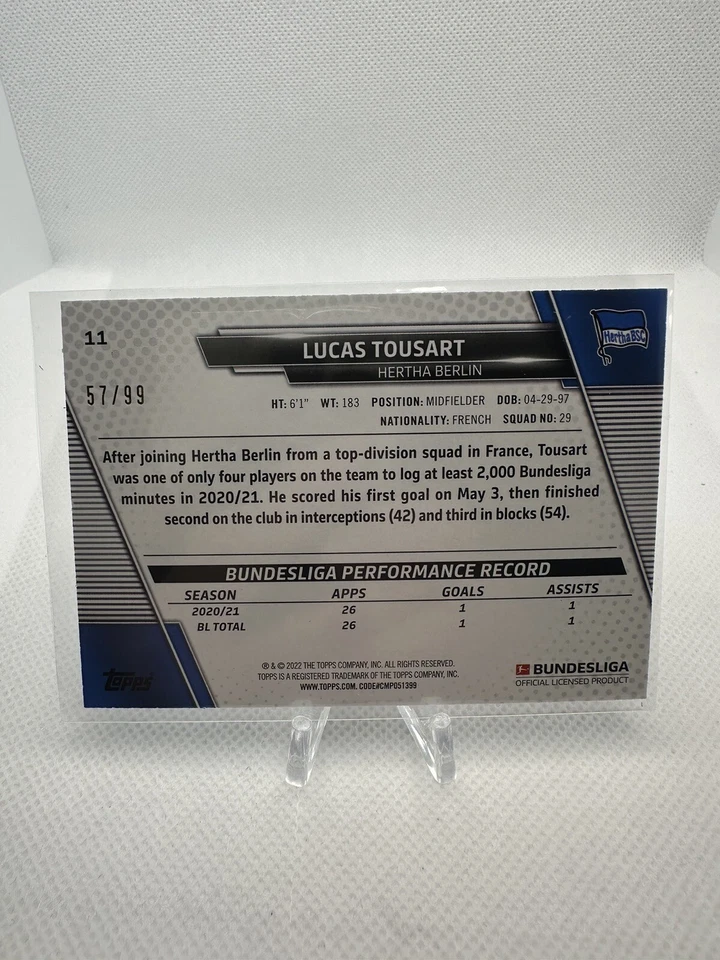 11
57/99
LUCAS TOUSART
HERTHA BERLIN
Hertha BSC
HT: 6'1" WT: 183 POSITION: MIDFIELDER DOB: 04-29-97
NATIONALITY: FRENCH SQUAD NO: 29
After joining Hertha Berlin from a top-division squad in France, Tousart
was one of only four players on the team to log at least 2,000 Bundesliga
minutes in 2020/21. He scored his first goal on May 3, then finished
second on the club in interceptions (42) and third in blocks (54).
BUNDESLIGA PERFORMANCE RECORD
SEASON APPS GOALS ASSISTS
2020/21 26 1 1
BL TOTAL 26 1 1
Topps
® & © 2022 THE TOPPS COMPANY, INC. ALL RIGHTS RESERVED.
TOPPS IS A REGISTERED TRADEMARK OF THE TOPPS COMPANY, INC.
WWW.TOPPS.COM. CODE#CMP051399
BUNDESLIGA
OFFICIAL LICENSED PRODUCT